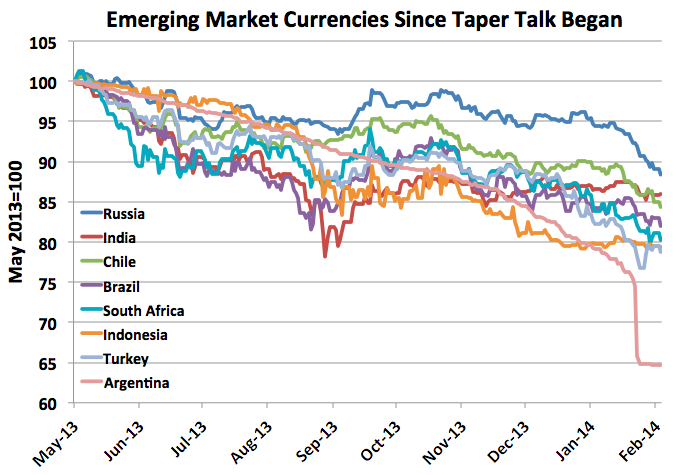 Emerging Market Currencies Since Taper Talk Began
May 2013=100
105
100
95
90
85
80
75
70
65
60
Russia
India
Chile
Brazil
South Africa
Indonesia
Turkey
Argentina
May-13
Jun-13
Jul-13
Aug-13
Sep-13
Oct-13
Nov-13
Dec-13
Jan-14
Feb-14